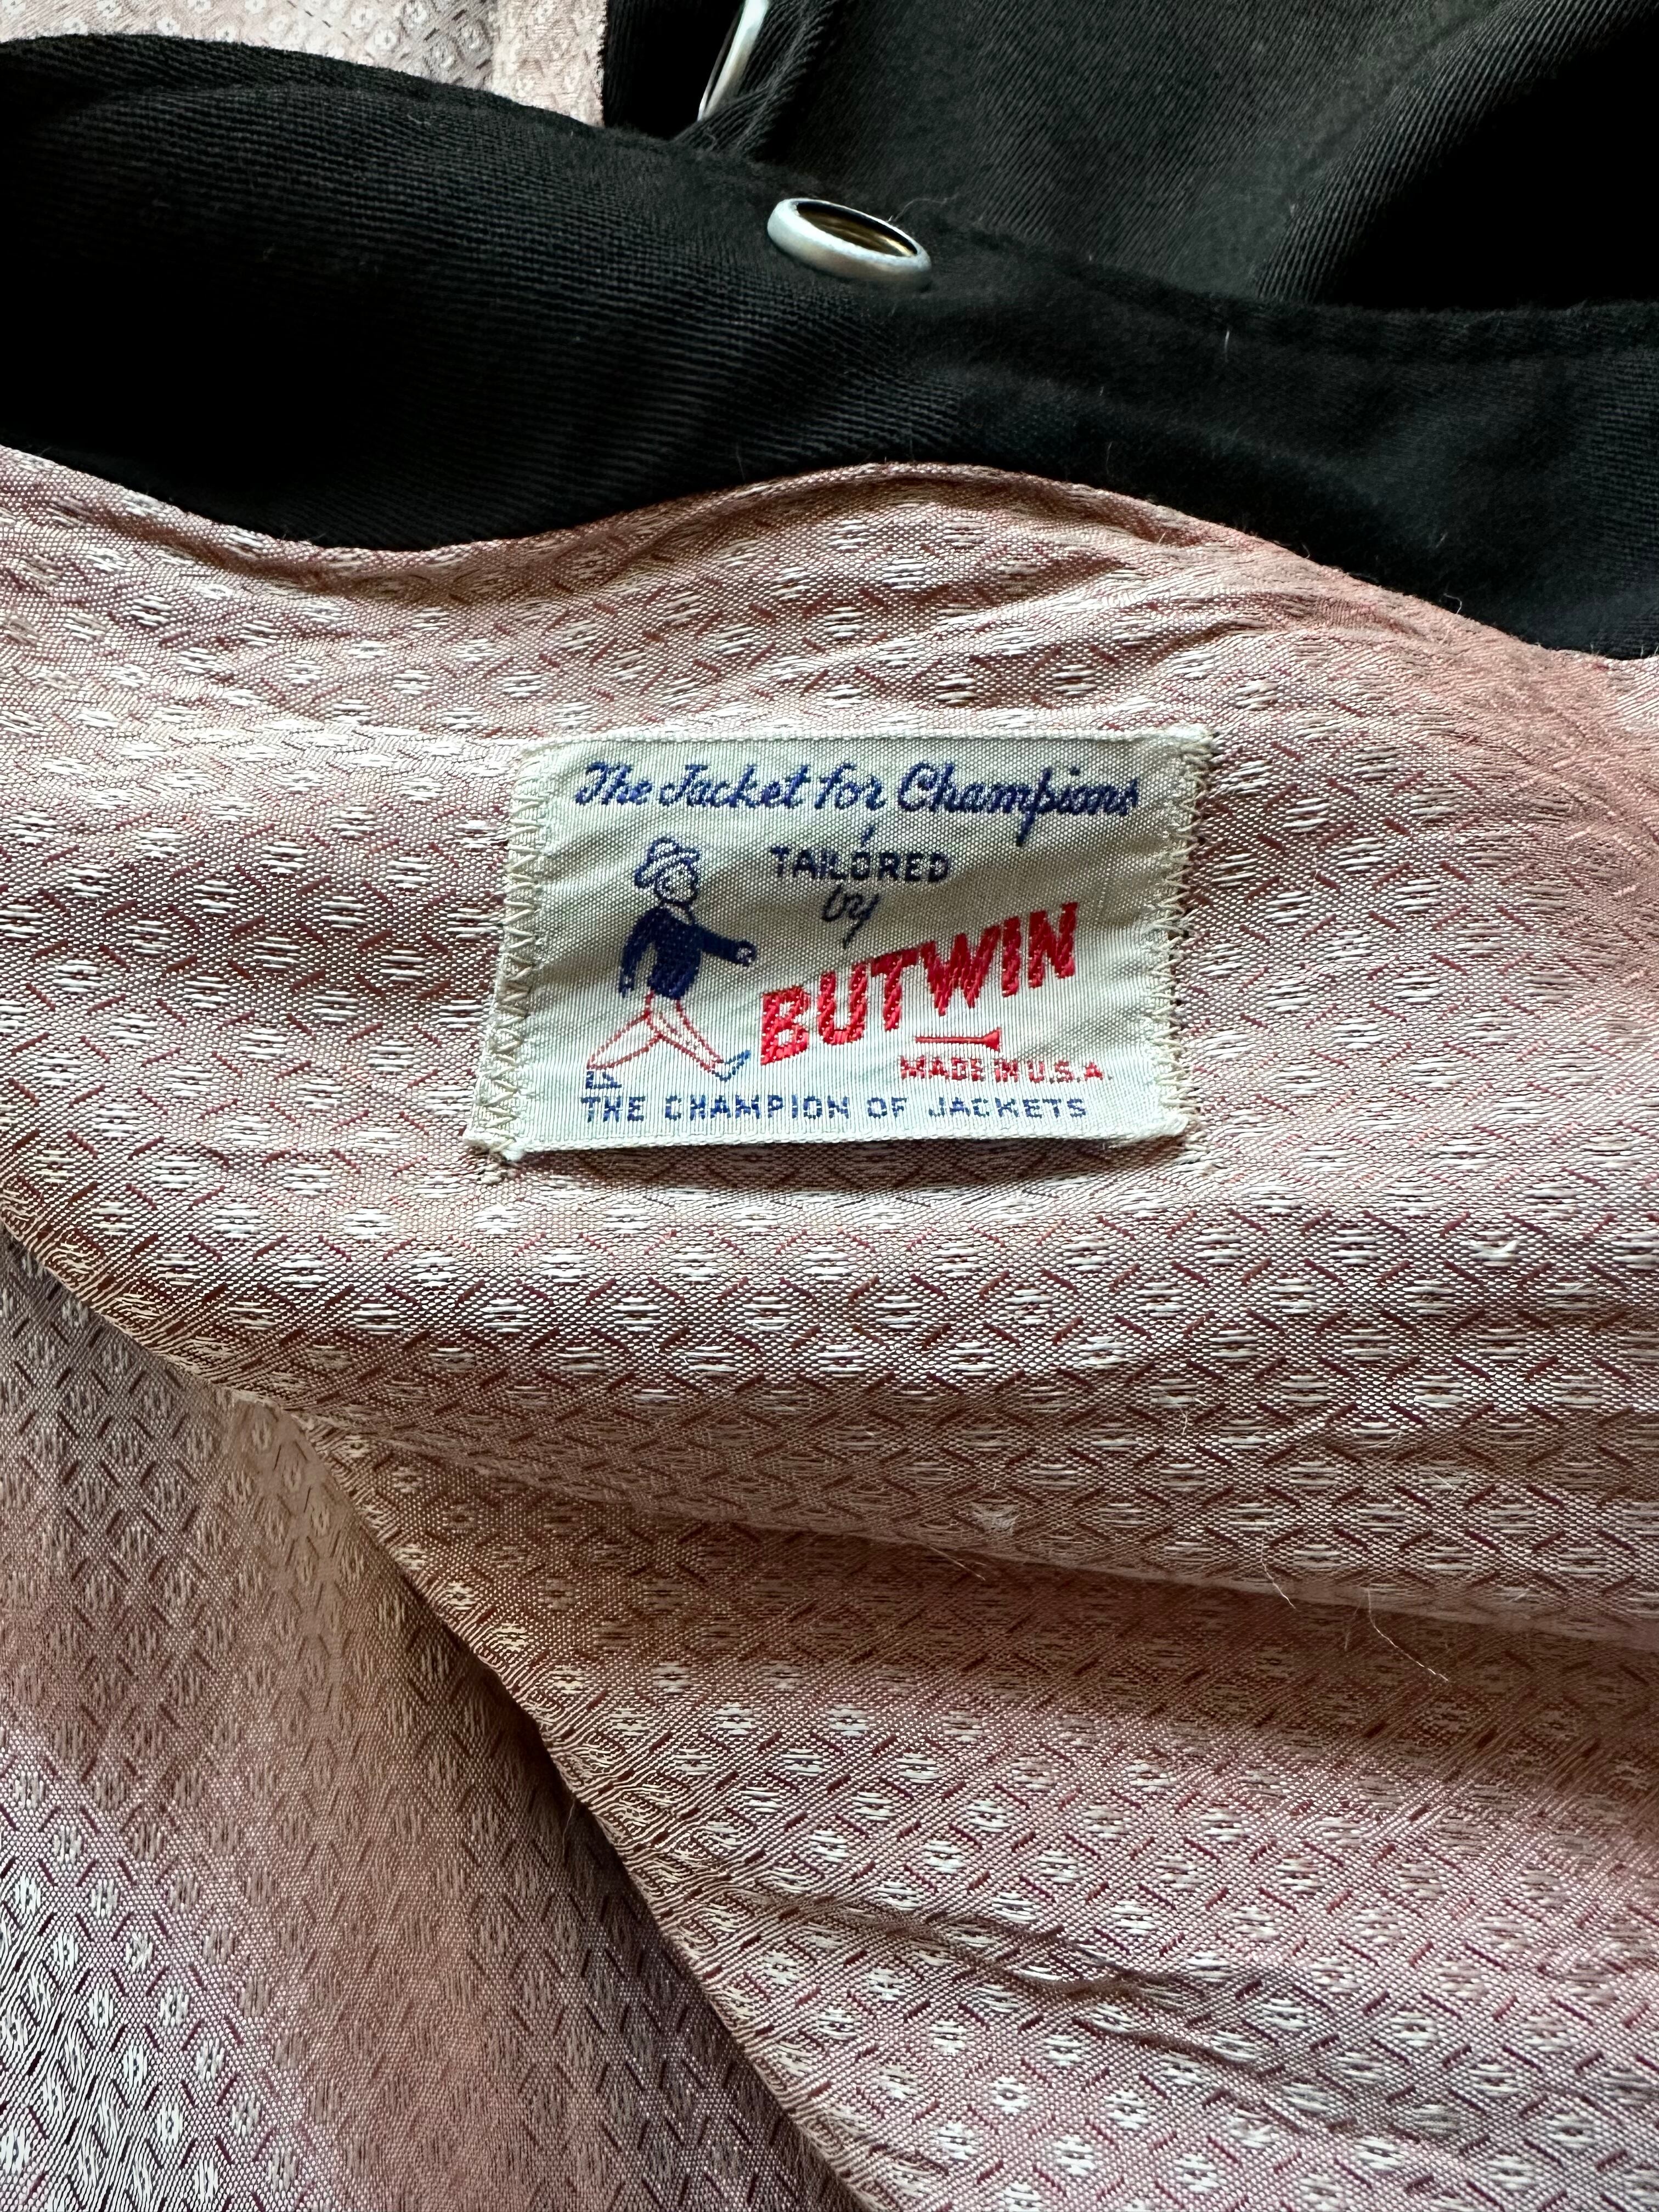 The Jacket for Champions
TAILORED
by
BUTWIN
MADE IN U.S.A.
THE CHAMPION OF JACKETS